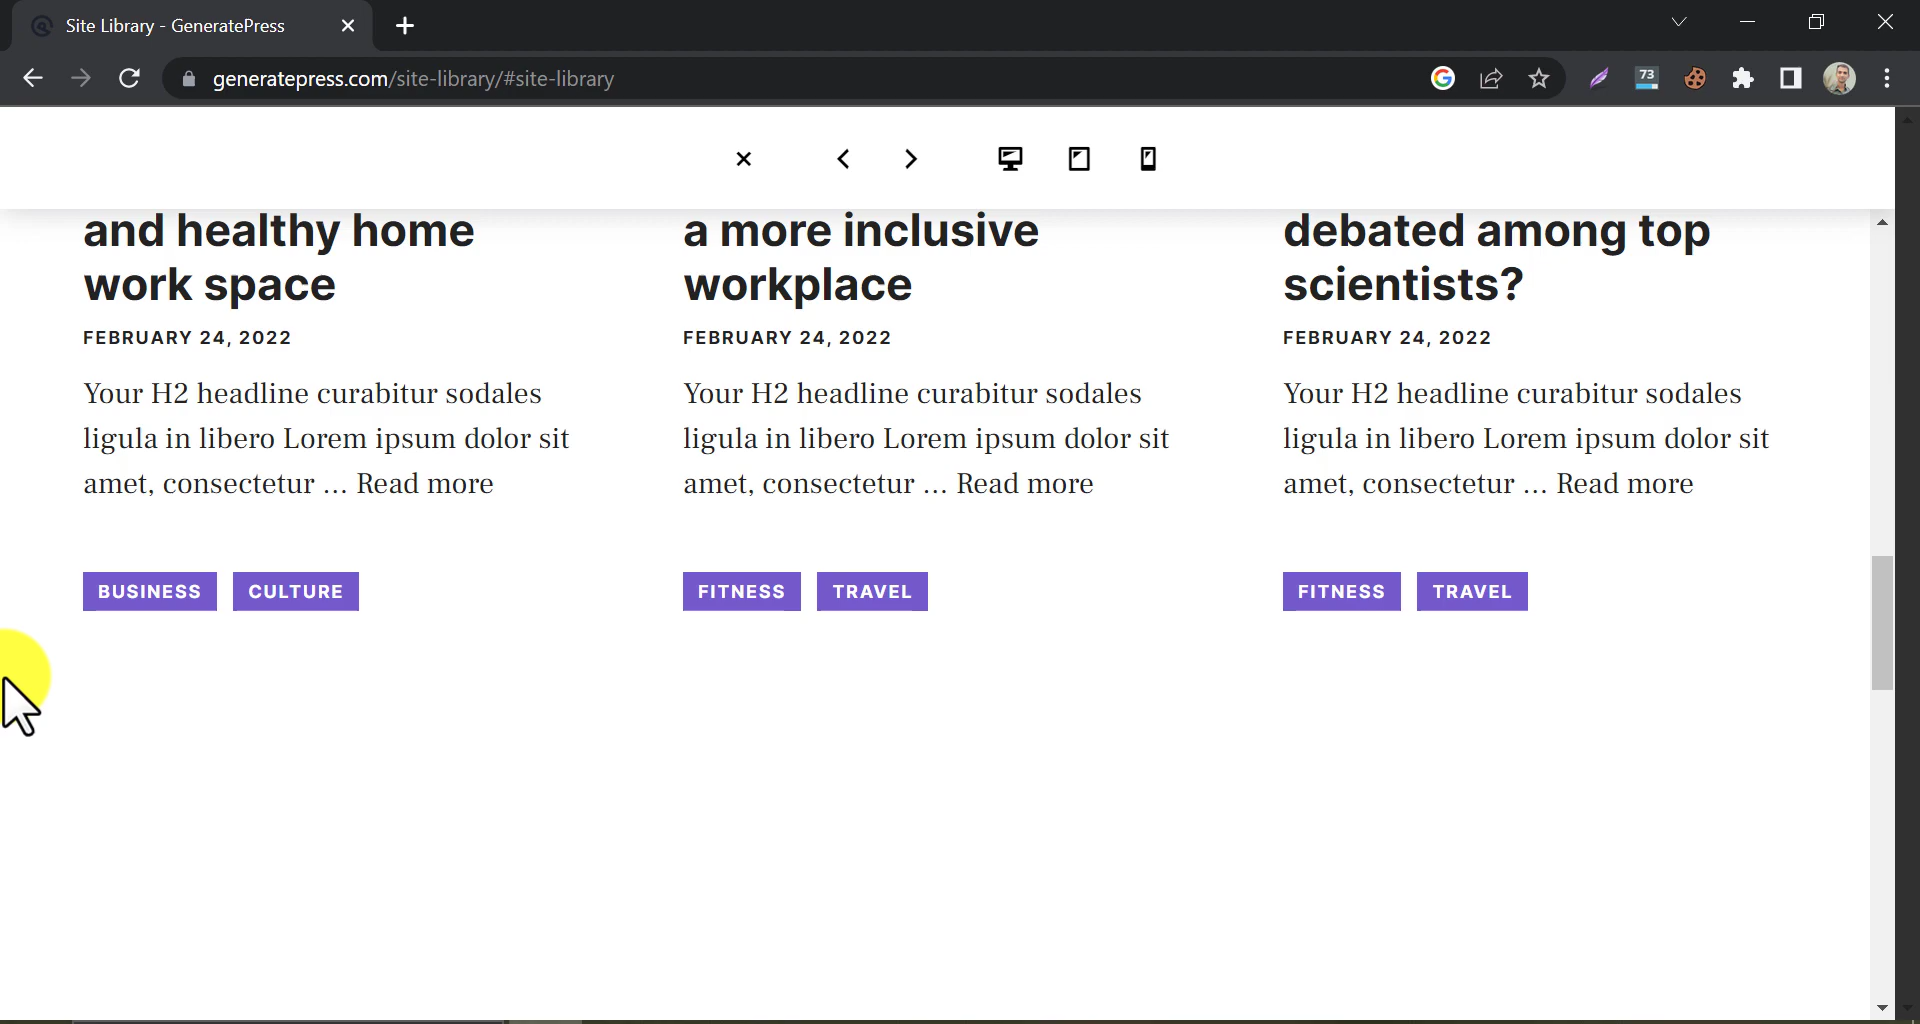 Site Library - GeneratePress
generatepress.com/site-library/#site-library
73
and healthy home
work space
FEBRUARY 24, 2022
Your H2 headline curabitur sodales
ligula in libero Lorem ipsum dolor sit
amet, consectetur ... Read more
BUSINESS CULTURE
a more inclusive
workplace
FEBRUARY 24, 2022
Your H2 headline curabitur sodales
ligula in libero Lorem ipsum dolor sit
amet, consectetur ... Read more
FITNESS TRAVEL
debated among top
scientists?
FEBRUARY 24, 2022
Your H2 headline curabitur sodales
ligula in libero Lorem ipsum dolor sit
amet, consectetur ... Read more
FITNESS TRAVEL